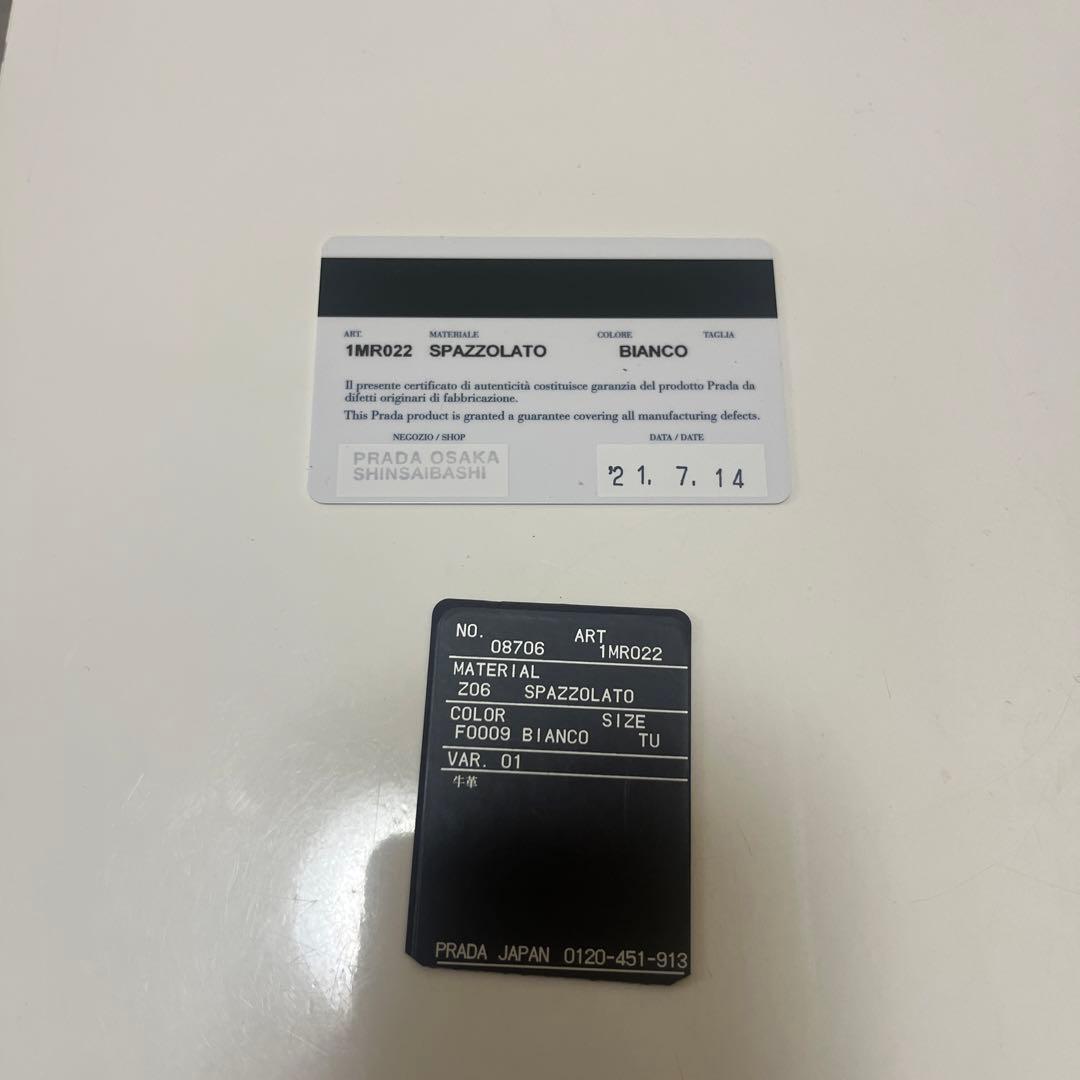 ART. MATERIALE COLORE TAGLIA
1MR022 SPAZZOLATO BIANCO
Il presente certificato di autenticità costituisce garanzia del prodotto Prada da
difetti originari di fabbricazione.
This Prada product is granted a guarantee covering all manufacturing defects.
NEGOZIO / SHOP DATA / DATE
PRADA OSAKA
SHINSAIBASHI
'21. 7. 14
NO. ART
08706 1MR022
MATERIAL
Z06 SPAZZOLATO
COLOR SIZE
F0009 BIANCO TU
VAR. 01
牛革
PRADA JAPAN 0120-451-913